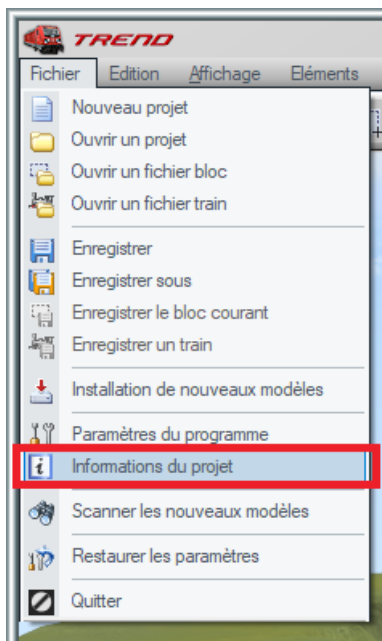 TREND
Fichier Edition Affichage Eléments
Nouveau projet
Ouvrir un projet
Ouvrir un fichier bloc
Ouvrir un fichier train
Enregistrer
Enregistrer sous
Enregistrer le bloc courant
Enregistrer un train
Installation de nouveaux modèles
Paramètres du programme
Informations du projet
Scanner les nouveaux modèles
Restaurer les paramètres
Quitter